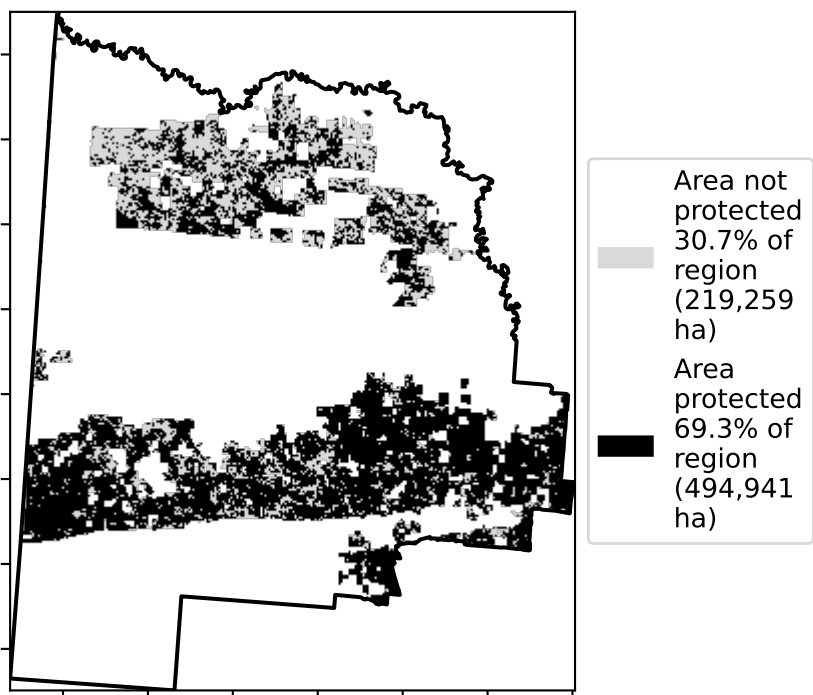 Area not
protected
30.7% of
region
(219,259
ha)
Area
protected
69.3% of
region
(494,941
ha)